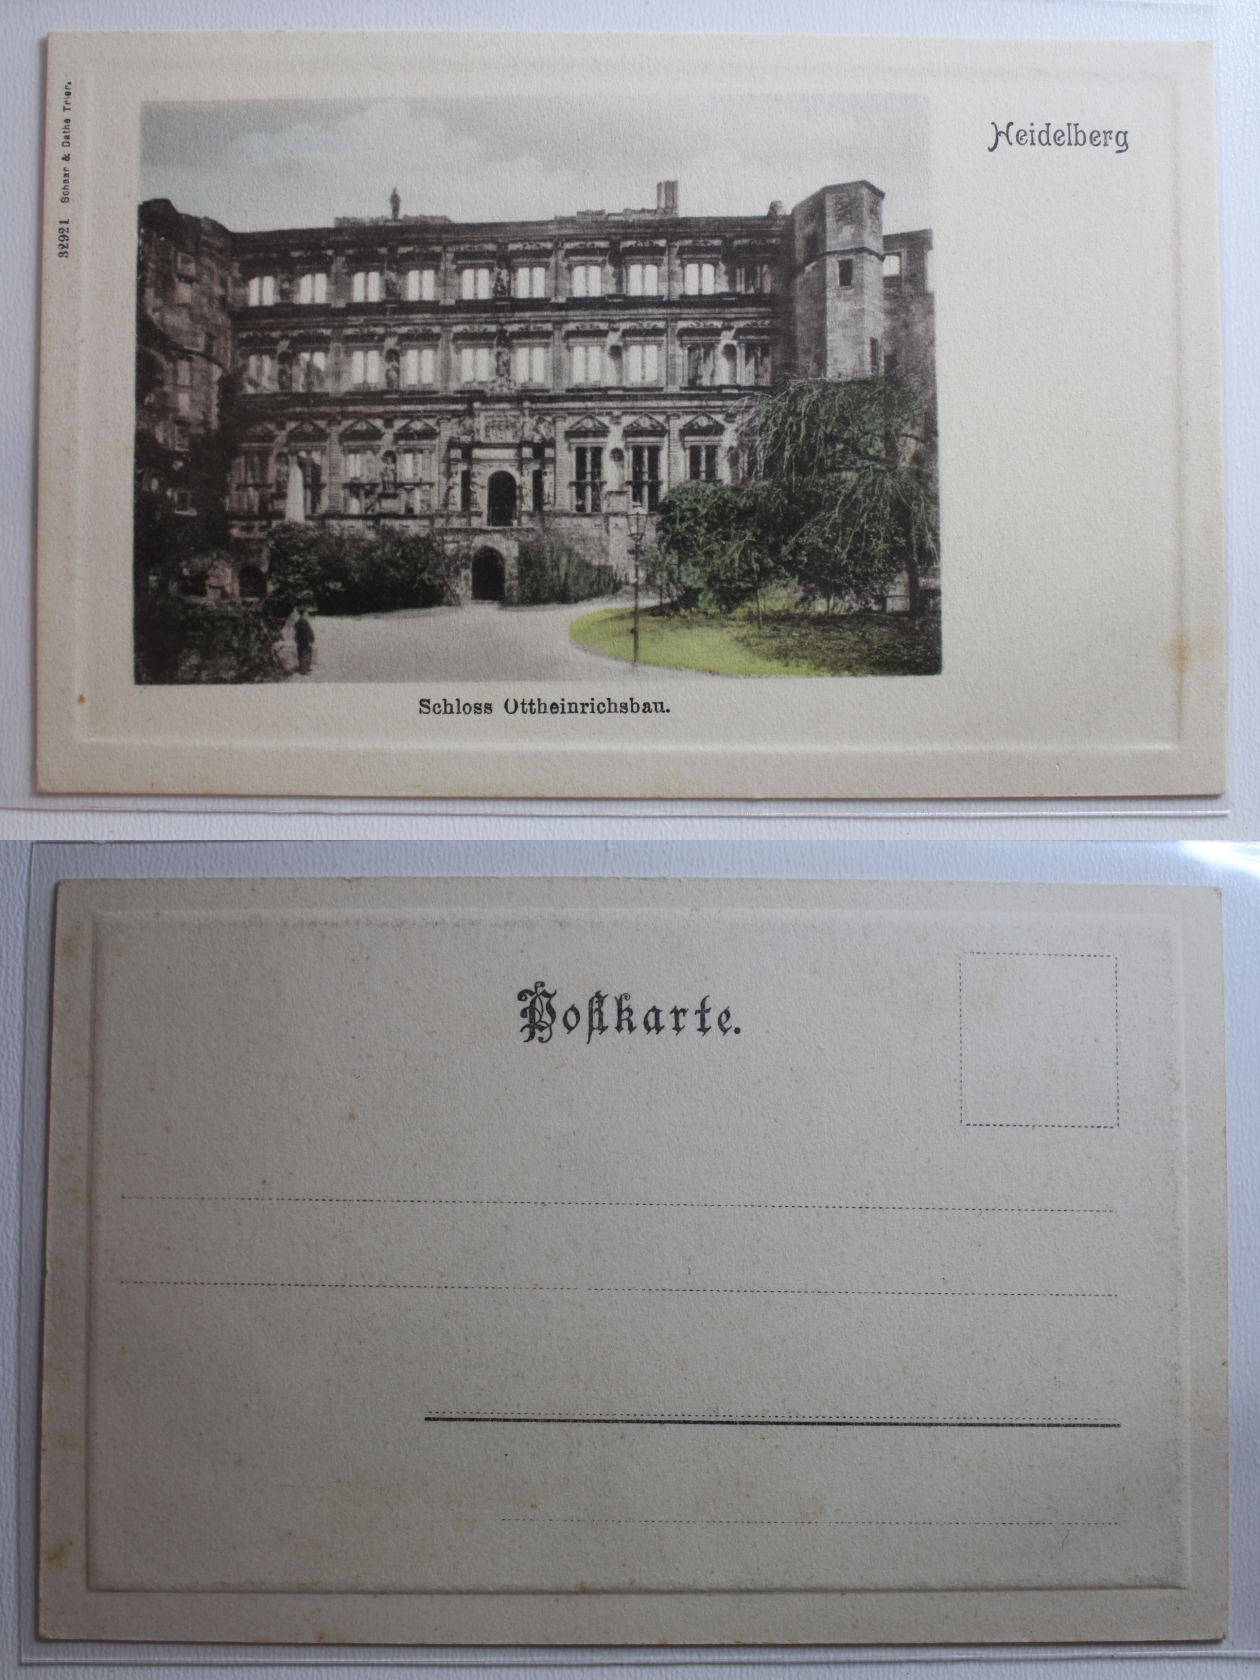 32921 Schaar & Dathe Trier.
Heidelberg
Schloss Ottheinrichsbau.
Poſtkarte.